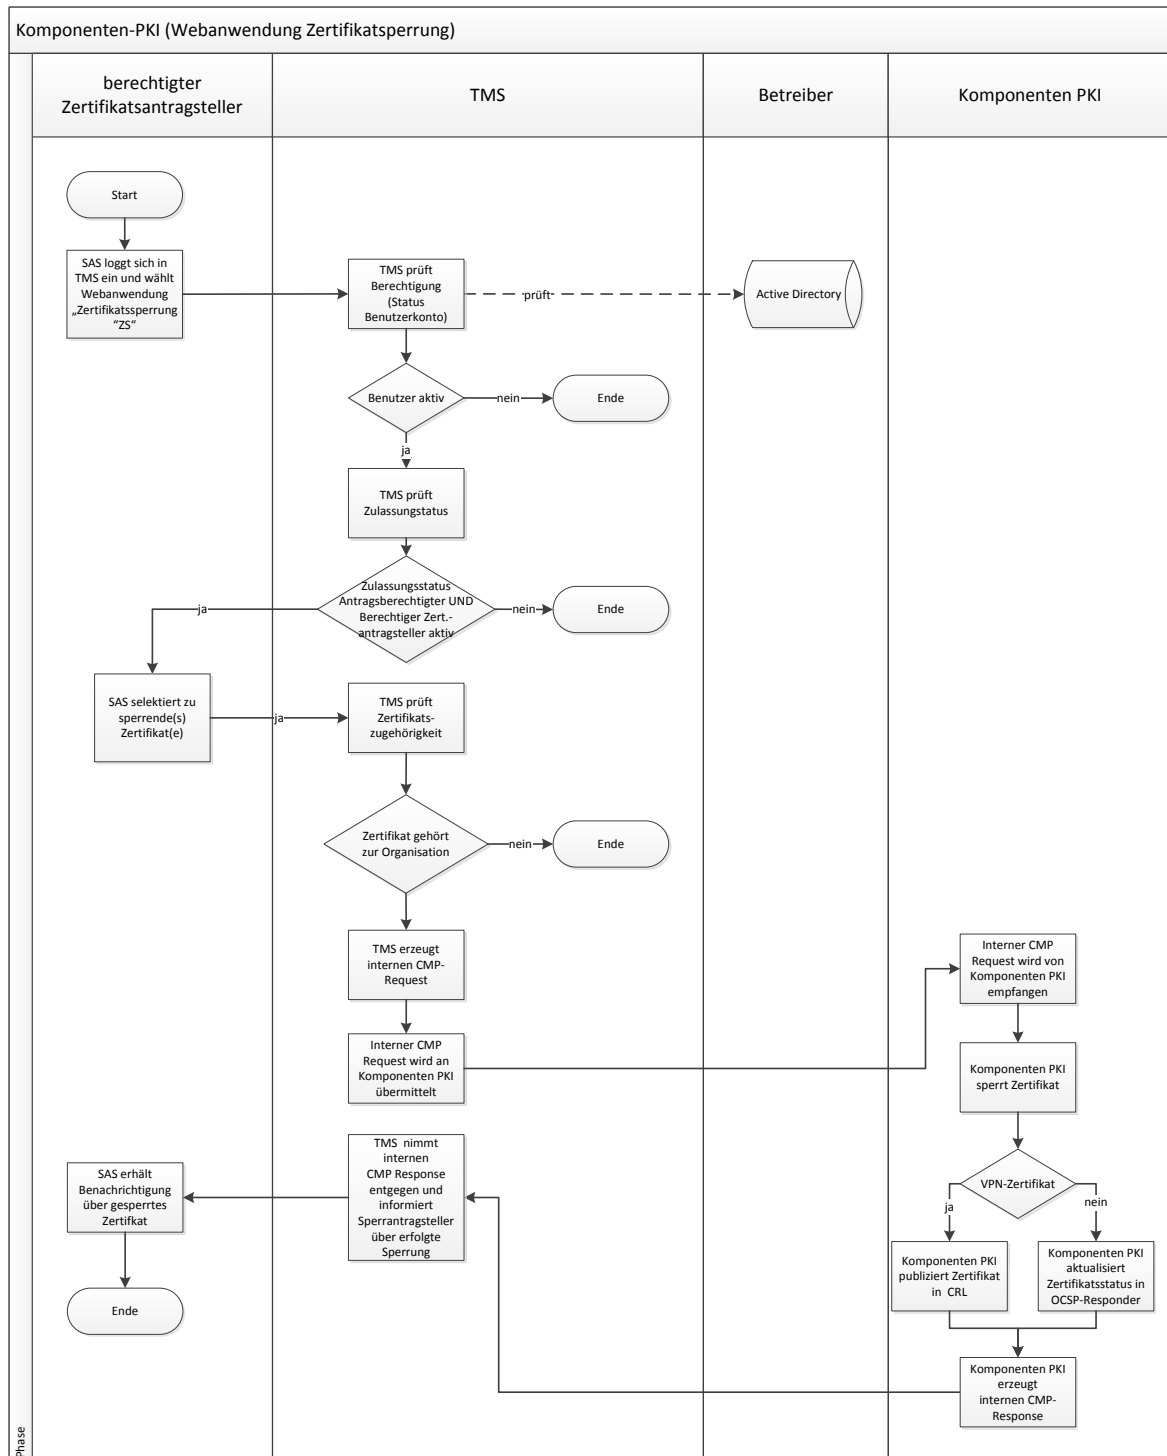 Komponenten-PKI (Webanwendung Zertifikatsperrung)
berechtigter
Zertifikatsantragsteller
TMS
Betreiber
Komponenten PKI
Start
SAS loggt sich in
TMS ein und wählt
Webanwendung
„Zertifikatssperrung
“ZS“
TMS prüft
Berechtigung
(Status
Benutzerkonto)
prüft
Active Directory
Benutzer aktiv
nein
Ende
ja
TMS prüft
Zulassungstatus
Zulassungsstatus
Antragsberechtigter UND
Berechtiger Zert.-
antragsteller aktiv
nein
Ende
ja
SAS selektiert zu
sperrende(s)
Zertifikat(e)
ja
TMS prüft
Zertifikats-
zugehörigkeit
Zertifikat gehört
zur Organisation
nein
Ende
TMS erzeugt
internen CMP-
Request
Interner CMP
Request wird an
Komponenten PKI
übermittelt
Interner CMP
Request wird von
Komponenten PKI
empfangen
Komponenten PKI
sperrt Zertifikat
VPN-Zertifikat
ja
nein
Komponenten PKI
publiziert Zertifikat
in CRL
Komponenten PKI
aktualisiert
Zertifikatsstatus in
OCSP-Responder
Komponenten PKI
erzeugt
internen CMP-
Response
TMS nimmt
internen
CMP Response
entgegen und
informiert
Sperrantragsteller
über erfolgte
Sperrung
SAS erhält
Benachrichtigung
über gesperrtes
Zertifkat
Ende
Phase